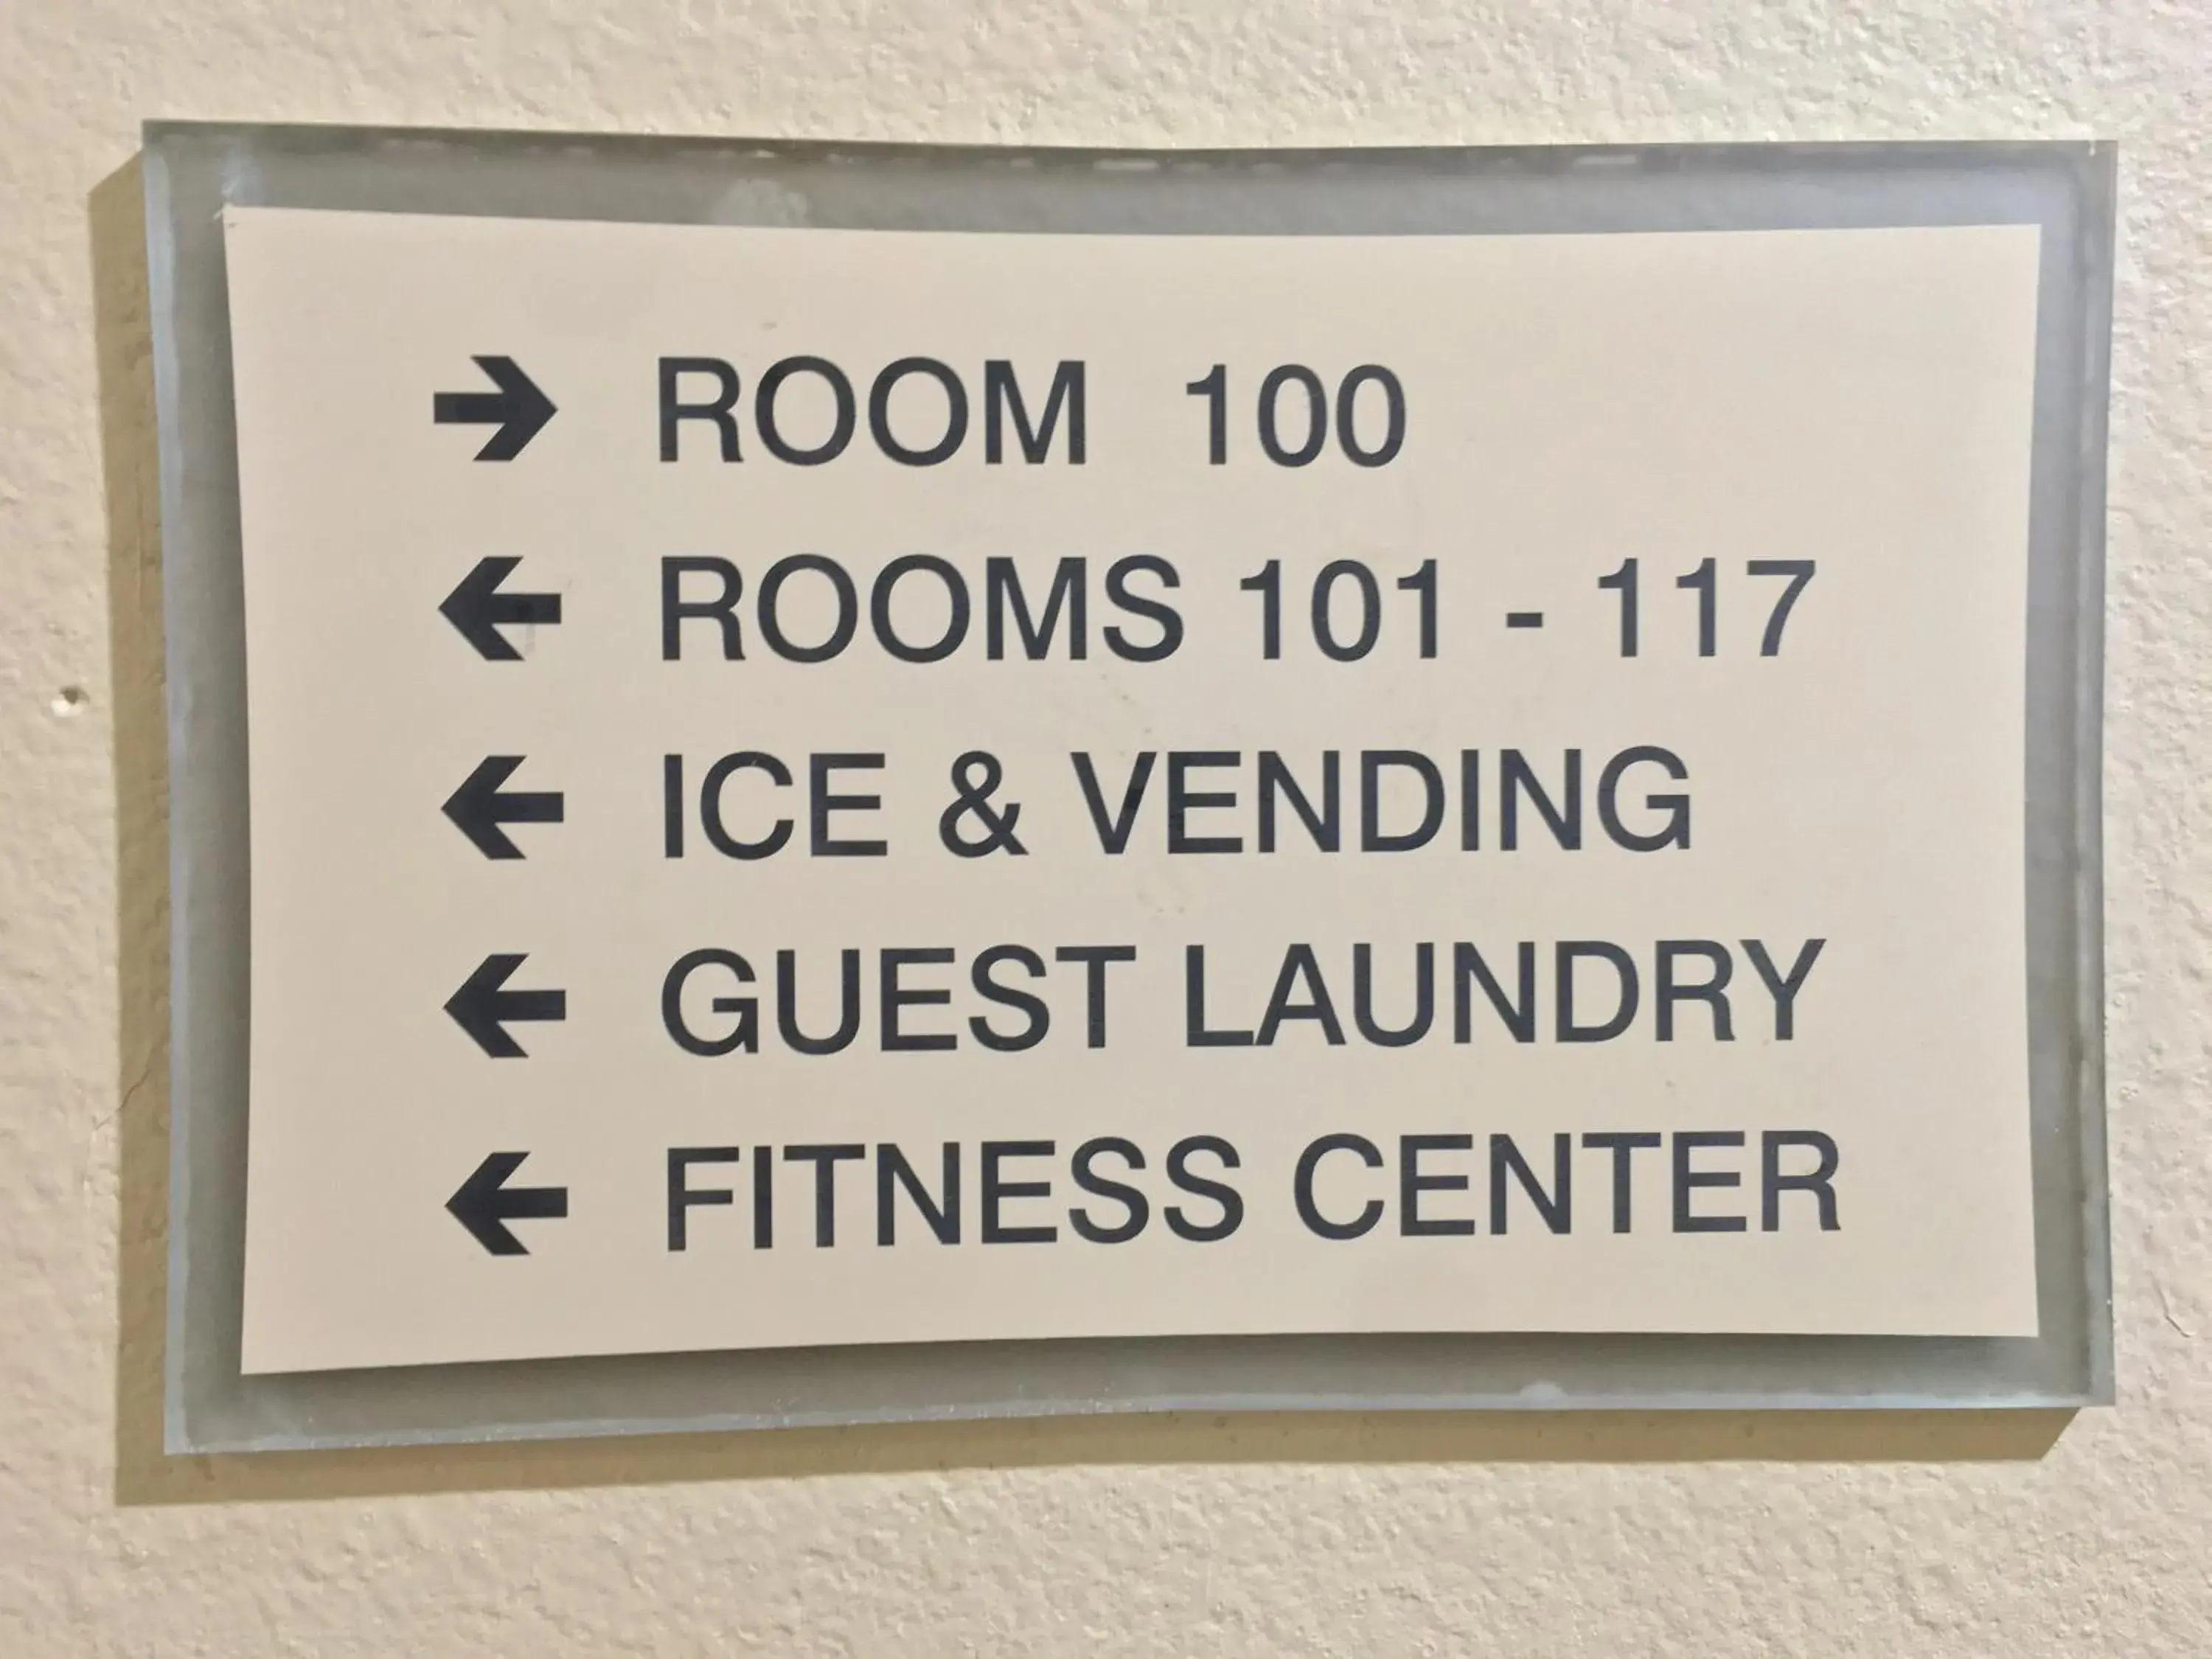 → ROOM 100
← ROOMS 101 - 117
← ICE & VENDING
← GUEST LAUNDRY
← FITNESS CENTER